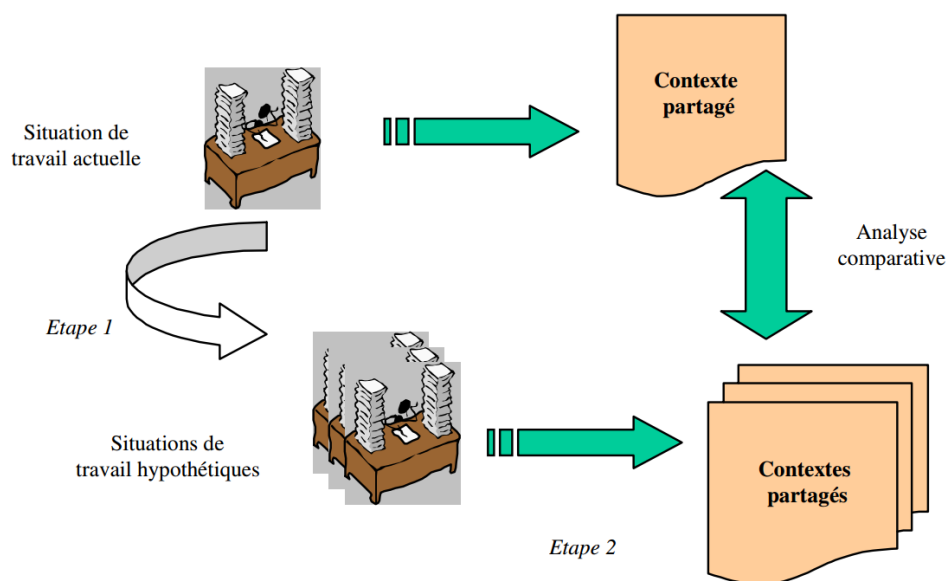 Contexte
partagé
Situation de
travail actuelle
Analyse
comparative
Etape 1
Situations de
travail hypothétiques
Contextes
partagés
Etape 2